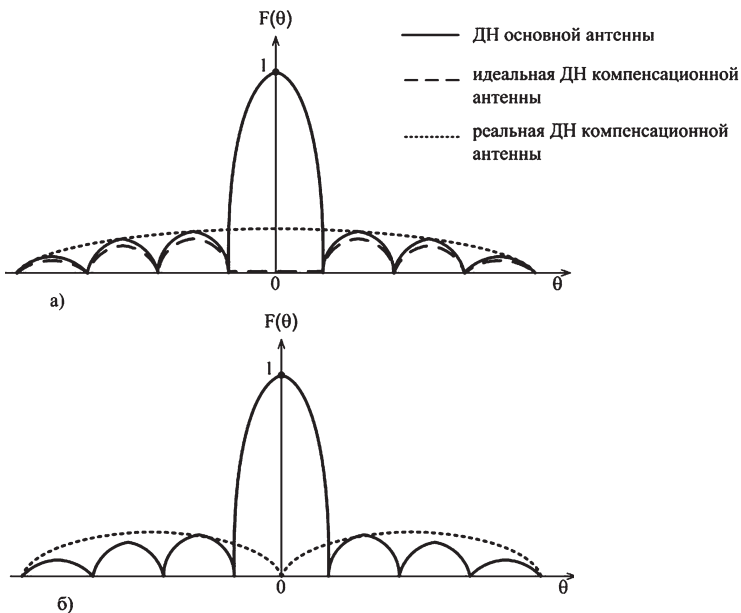 F(θ)
1
ДН основной антенны
идеальная ДН компенсационной
антенны
реальная ДН компенсационной
антенны
0
θ
а)
F(θ)
1
0
θ
б)